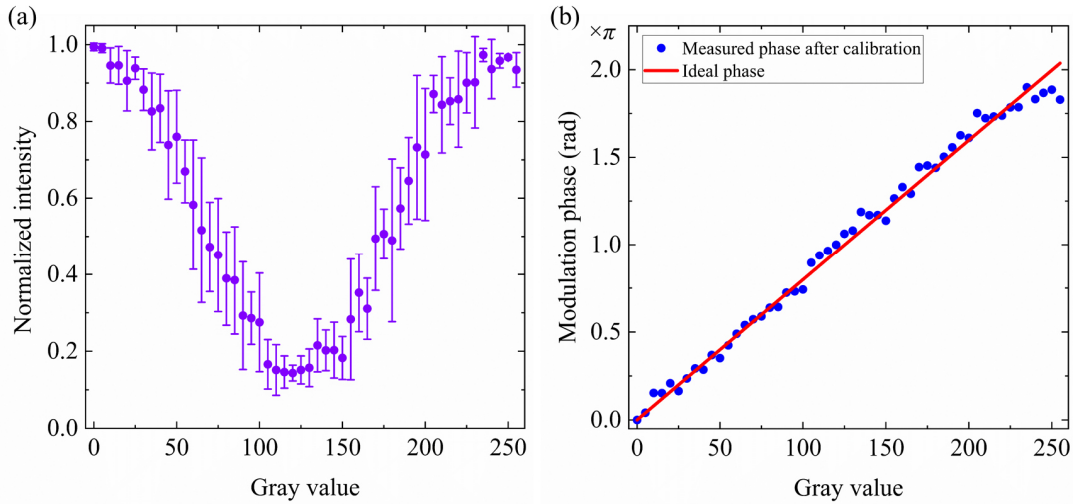 (a)
Normalized intensity
1.0
0.8
0.6
0.4
0.2
0.0
0 50 100 150 200 250
Gray value
(b)
×π
Modulation phase (rad)
Measured phase after calibration
Ideal phase
2.0
1.5
1.0
0.5
0.0
0 50 100 150 200 250
Gray value